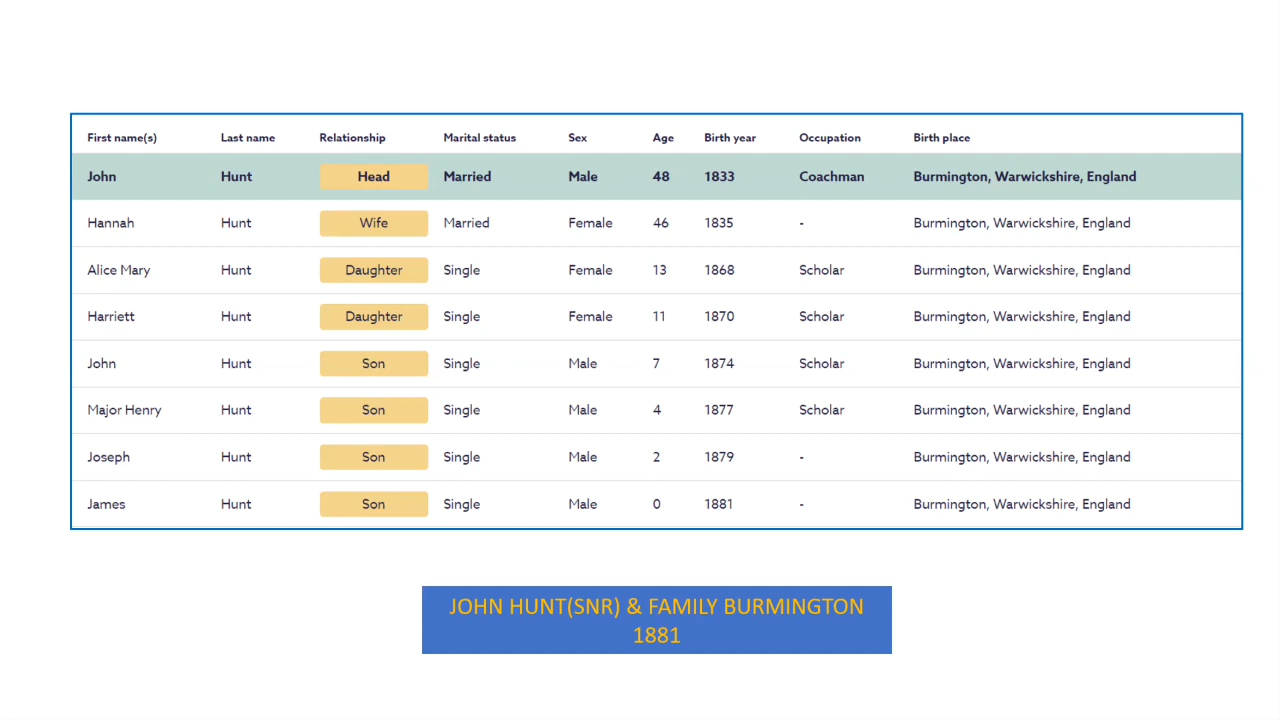 First name(s) Last name Relationship Marital status Sex Age Birth year Occupation Birth place
John Hunt Head Married Male 48 1833 Coachman Burmington, Warwickshire, England
Hannah Hunt Wife Married Female 46 1835 - Burmington, Warwickshire, England
Alice Mary Hunt Daughter Single Female 13 1868 Scholar Burmington, Warwickshire, England
Harriett Hunt Daughter Single Female 11 1870 Scholar Burmington, Warwickshire, England
John Hunt Son Single Male 7 1874 Scholar Burmington, Warwickshire, England
Major Henry Hunt Son Single Male 4 1877 Scholar Burmington, Warwickshire, England
Joseph Hunt Son Single Male 2 1879 - Burmington, Warwickshire, England
James Hunt Son Single Male 0 1881 - Burmington, Warwickshire, England
JOHN HUNT(SNR) & FAMILY BURMINGTON
1881